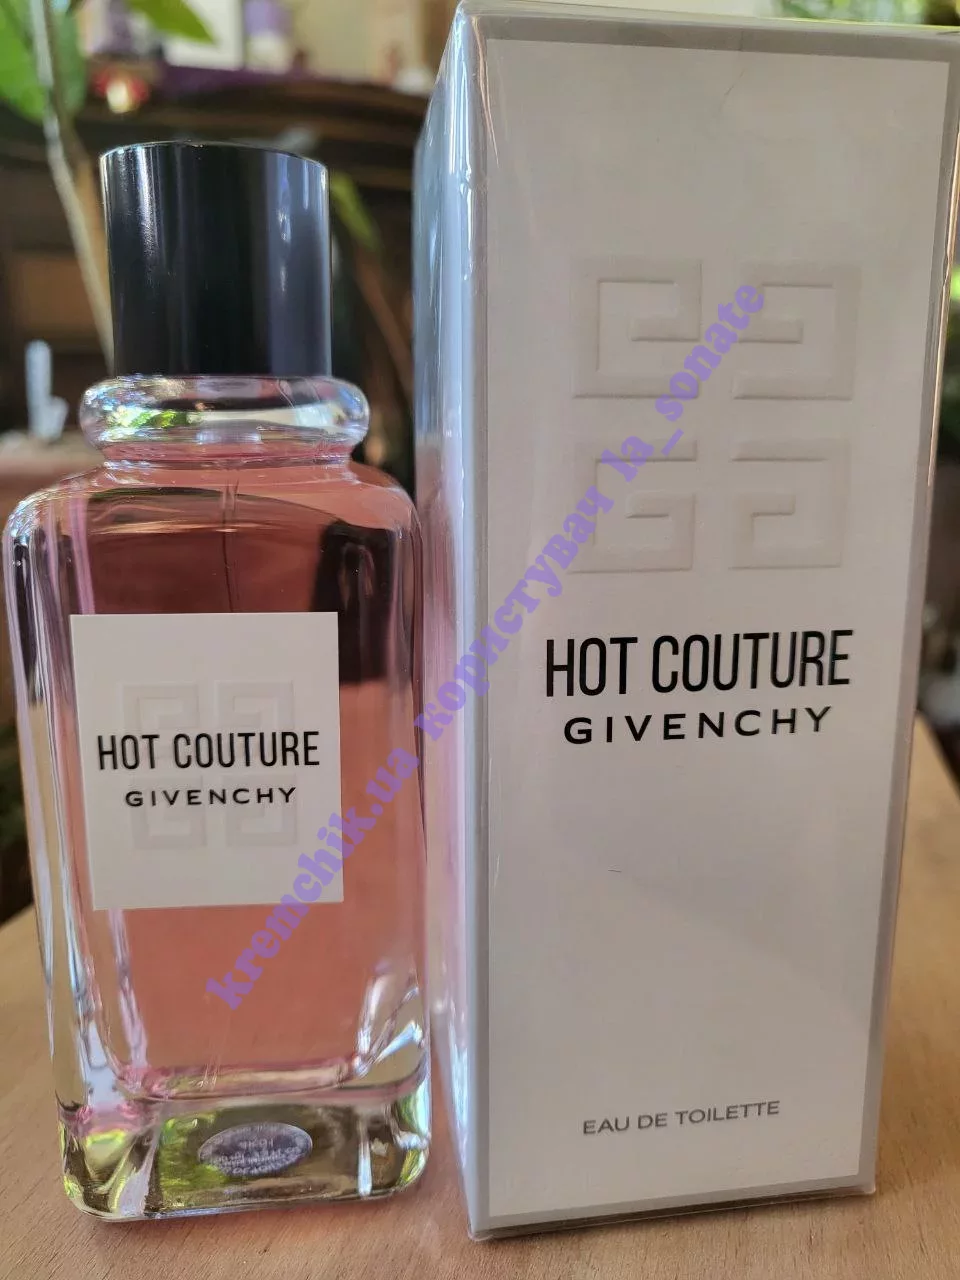 HOT COUTURE
GIVENCHY
HOT COUTURE
GIVENCHY
EAU DE TOILETTE
kremchik.ua користувач la_sonate